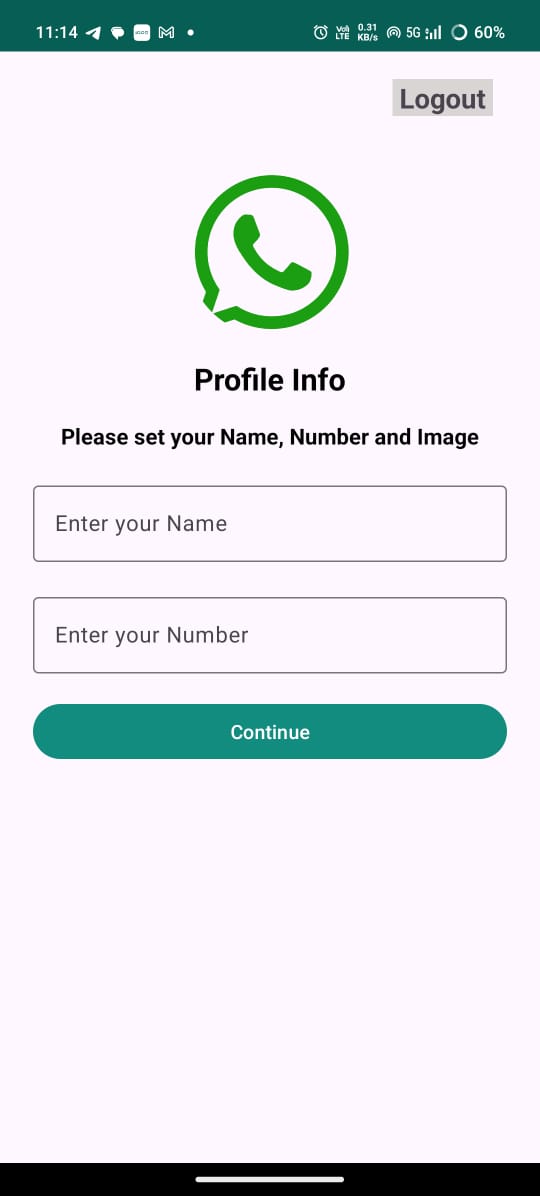 11:14
Vo)) 0.31
LTE KB/s 5G 60%
Logout
Profile Info
Please set your Name, Number and Image
Enter your Name
Enter your Number
Continue